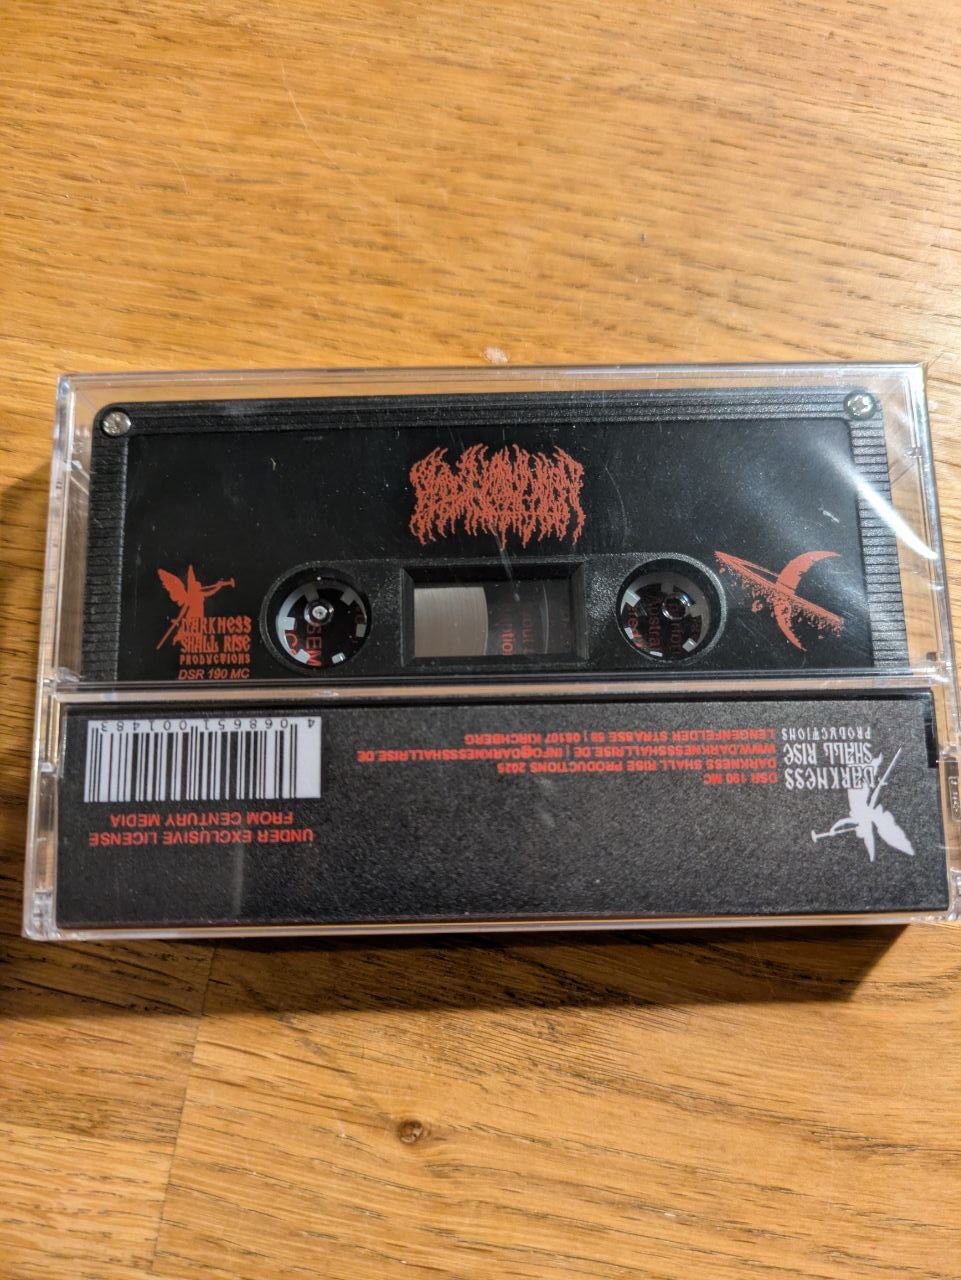 DARKNESS
SHALL RISE
PRODUCTIONS
DSR 190 MC
DARKNESS
SHALL RISE
PRODUCTIONS
DSR 190 MC
DARKNESS SHALL RISE PRODUCTIONS 2025
WWW.DARKNESSSHALLRISE.DE | INFO@DARKNESSSHALLRISE.DE
LENGENFELDER STRASSE 58 | 08107 KIRCHBERG
UNDER EXCLUSIVE LICENSE
FROM CENTURY MEDIA
4 068651 001483